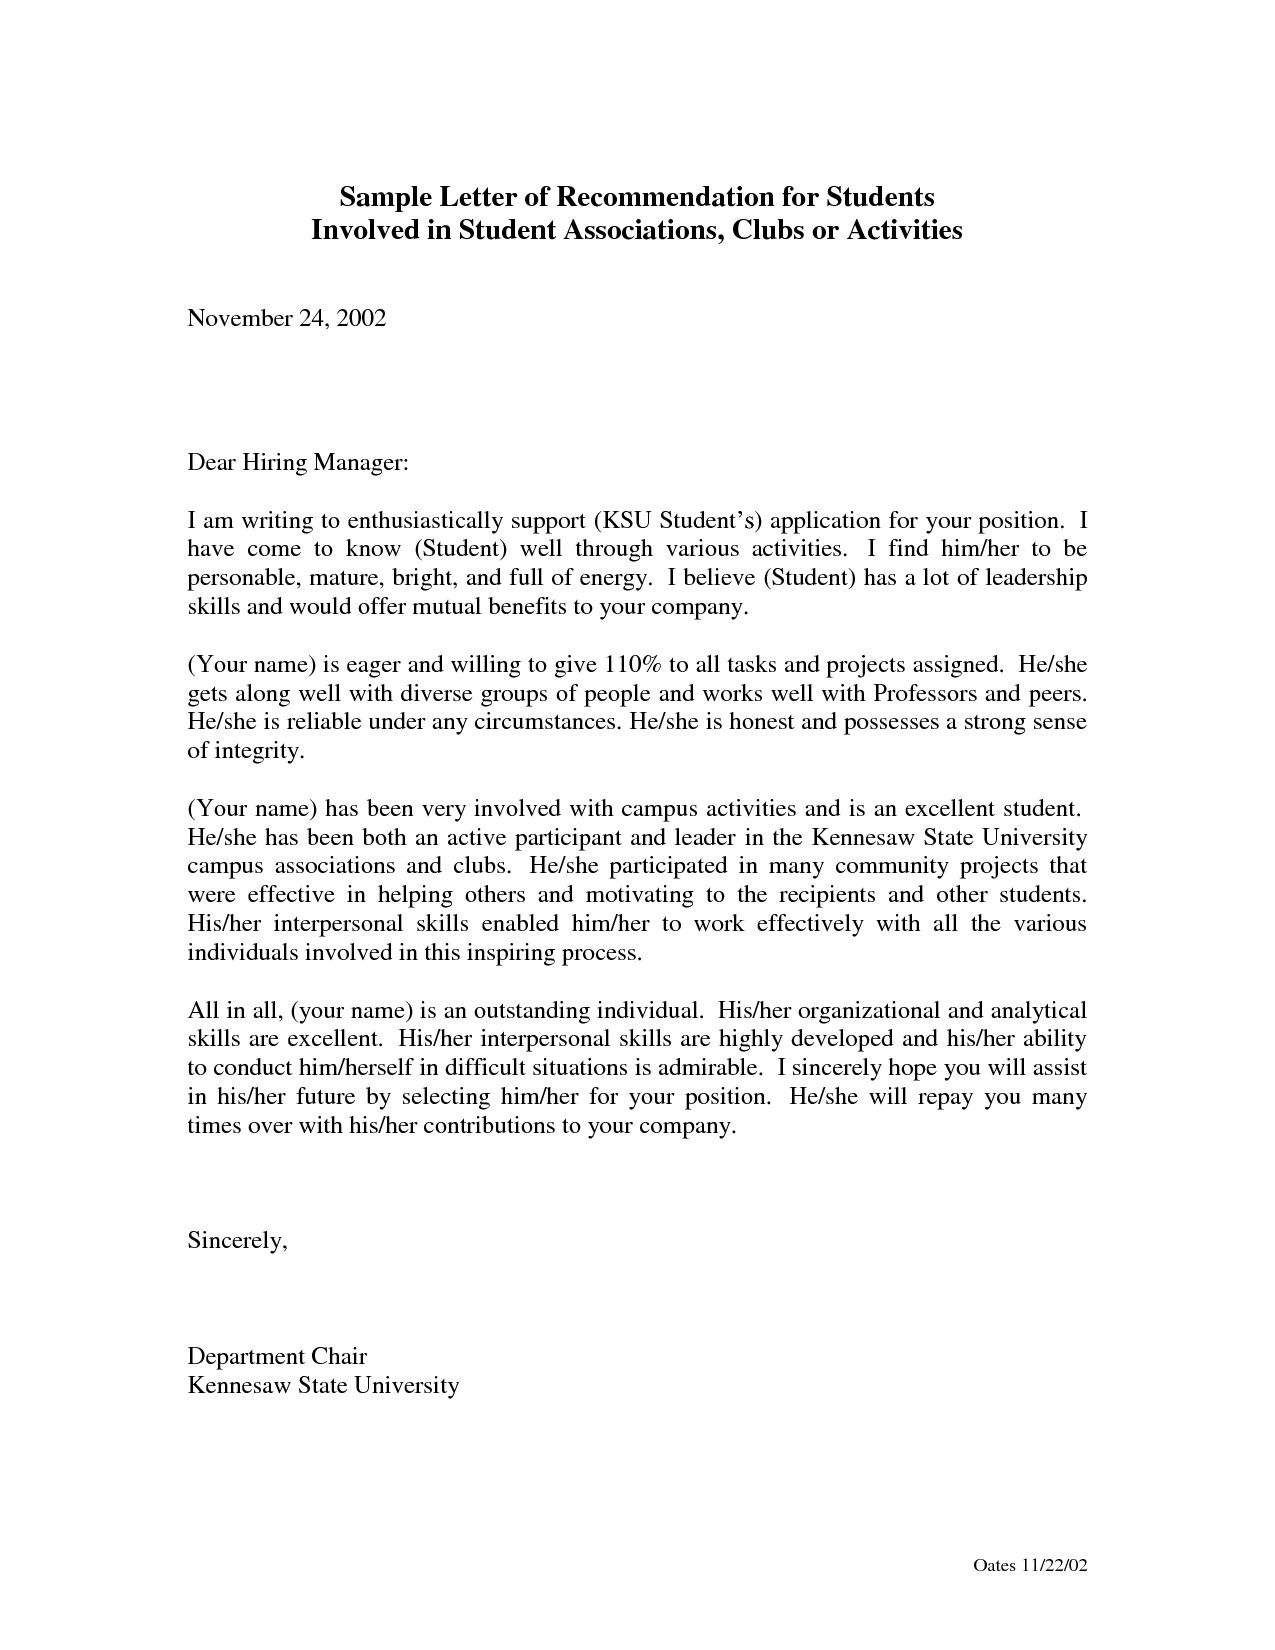 Sample Letter of Recommendation for Students
Involved in Student Associations, Clubs or Activities
November 24, 2002
Dear Hiring Manager:
I am writing to enthusiastically support (KSU Student’s) application for your position.  I
have come to know (Student) well through various activities.  I find him/her to be
personable, mature, bright, and full of energy.  I believe (Student) has a lot of leadership
skills and would offer mutual benefits to your company.
(Your name) is eager and willing to give 110% to all tasks and projects assigned.  He/she
gets along well with diverse groups of people and works well with Professors and peers.
He/she is reliable under any circumstances. He/she is honest and possesses a strong sense
of integrity.
(Your name) has been very involved with campus activities and is an excellent student.
He/she has been both an active participant and leader in the Kennesaw State University
campus associations and clubs.  He/she participated in many community projects that
were effective in helping others and motivating to the recipients and other students.
His/her interpersonal skills enabled him/her to work effectively with all the various
individuals involved in this inspiring process.
All in all, (your name) is an outstanding individual.  His/her organizational and analytical
skills are excellent.  His/her interpersonal skills are highly developed and his/her ability
to conduct him/herself in difficult situations is admirable.  I sincerely hope you will assist
in his/her future by selecting him/her for your position.  He/she will repay you many
times over with his/her contributions to your company.
Sincerely,
Department Chair
Kennesaw State University
Oates 11/22/02